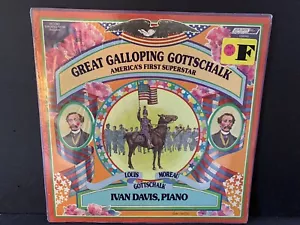 GREAT GALLOPING GOTTSCHALK
AMERICA'S FIRST SUPERSTAR
F
LOUIS MOREAU
GOTTSCHALK
IVAN DAVIS, PIANO